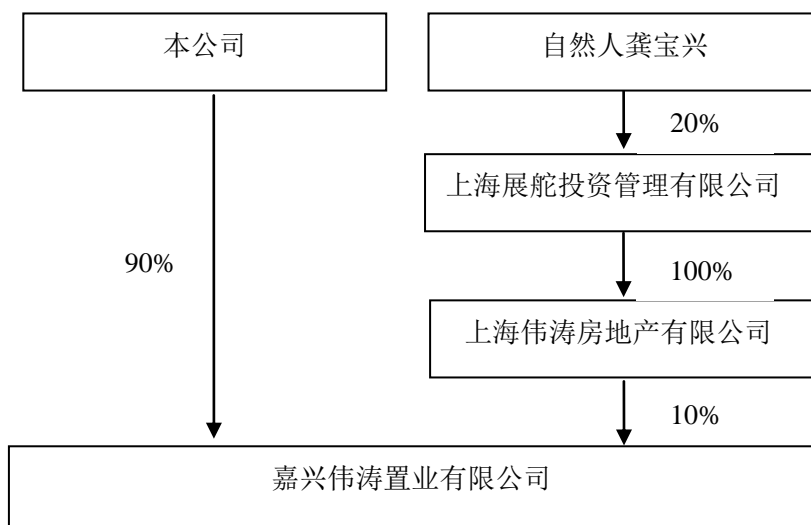 本公司
自然人龚宝兴
20%
上海展舵投资管理有限公司
90%
100%
上海伟涛房地产有限公司
10%
嘉兴伟涛置业有限公司